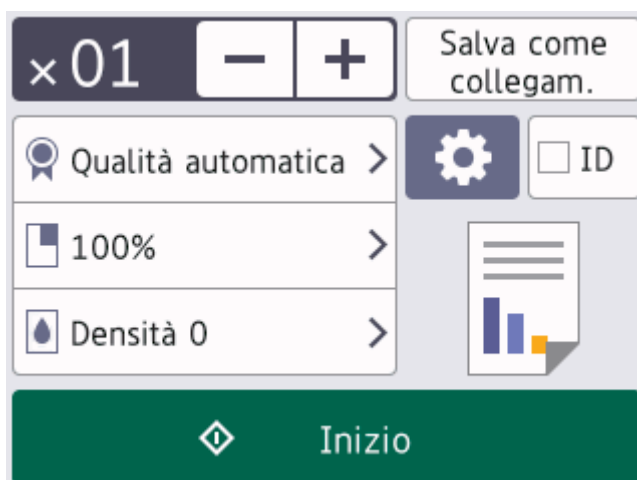 ×01 − +
Salva come
collegam.
Qualità automatica >
ID
100% >
Densità 0 >
Inizio